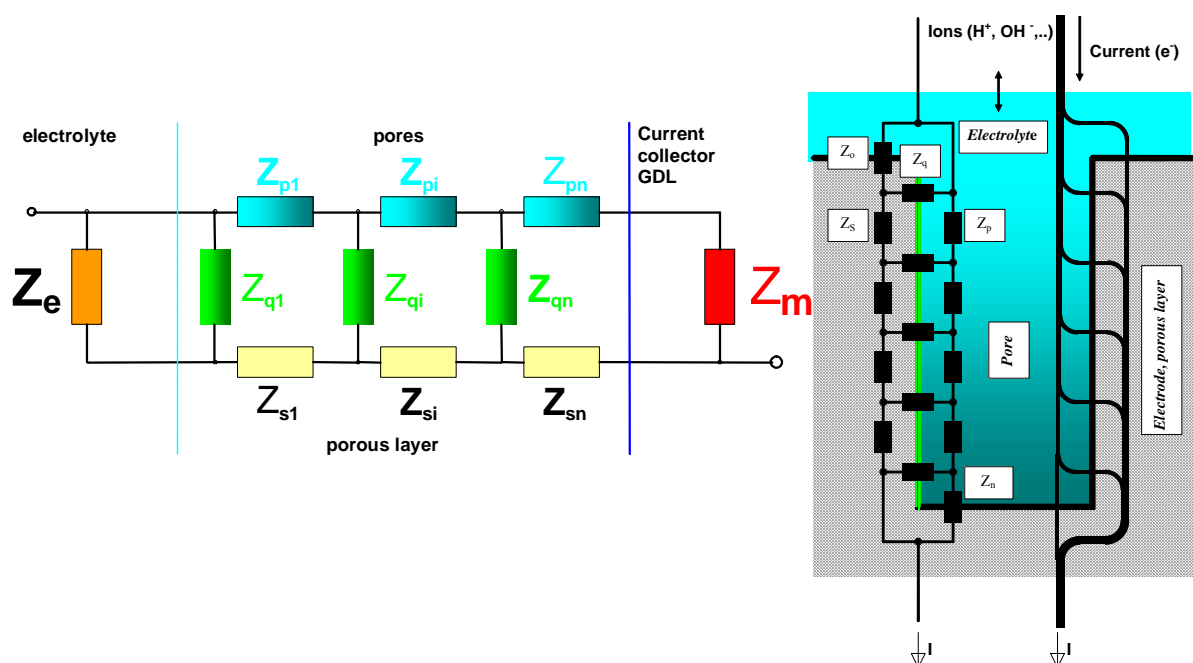 electrolyte
pores
Current
collector
GDL
Zp1
Zpi
Zpn
Ze
Zq1
Zqi
Zqn
Zm
Zs1
Zsi
Zsn
porous layer
Ions (H+, OH -,..)
Current (e-)
Electrolyte
Zo
Zq
ZS
Zp
Pore
Electrode, porous layer
Zn
I
I